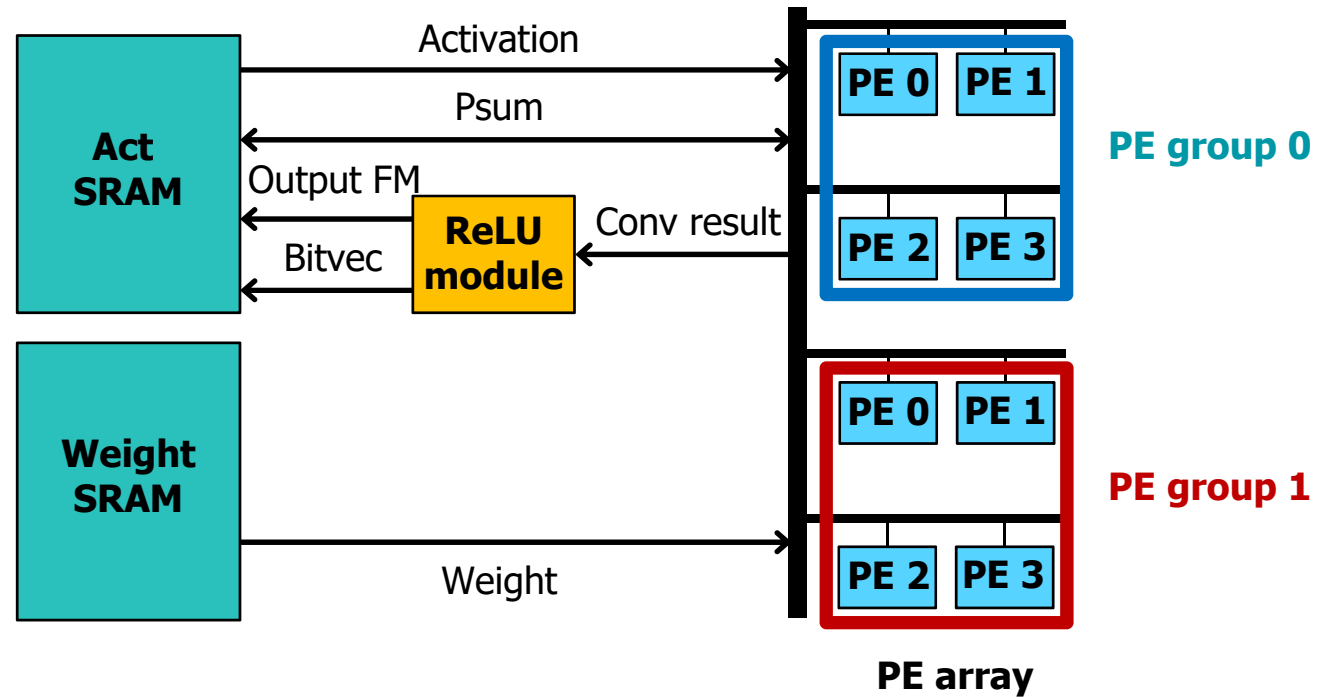 Activation
Psum
Act
SRAM
Output FM
Bitvec
ReLU
module
Conv result
PE 0
PE 1
PE 2
PE 3
PE group 0
Weight
SRAM
Weight
PE 0
PE 1
PE 2
PE 3
PE group 1
PE array